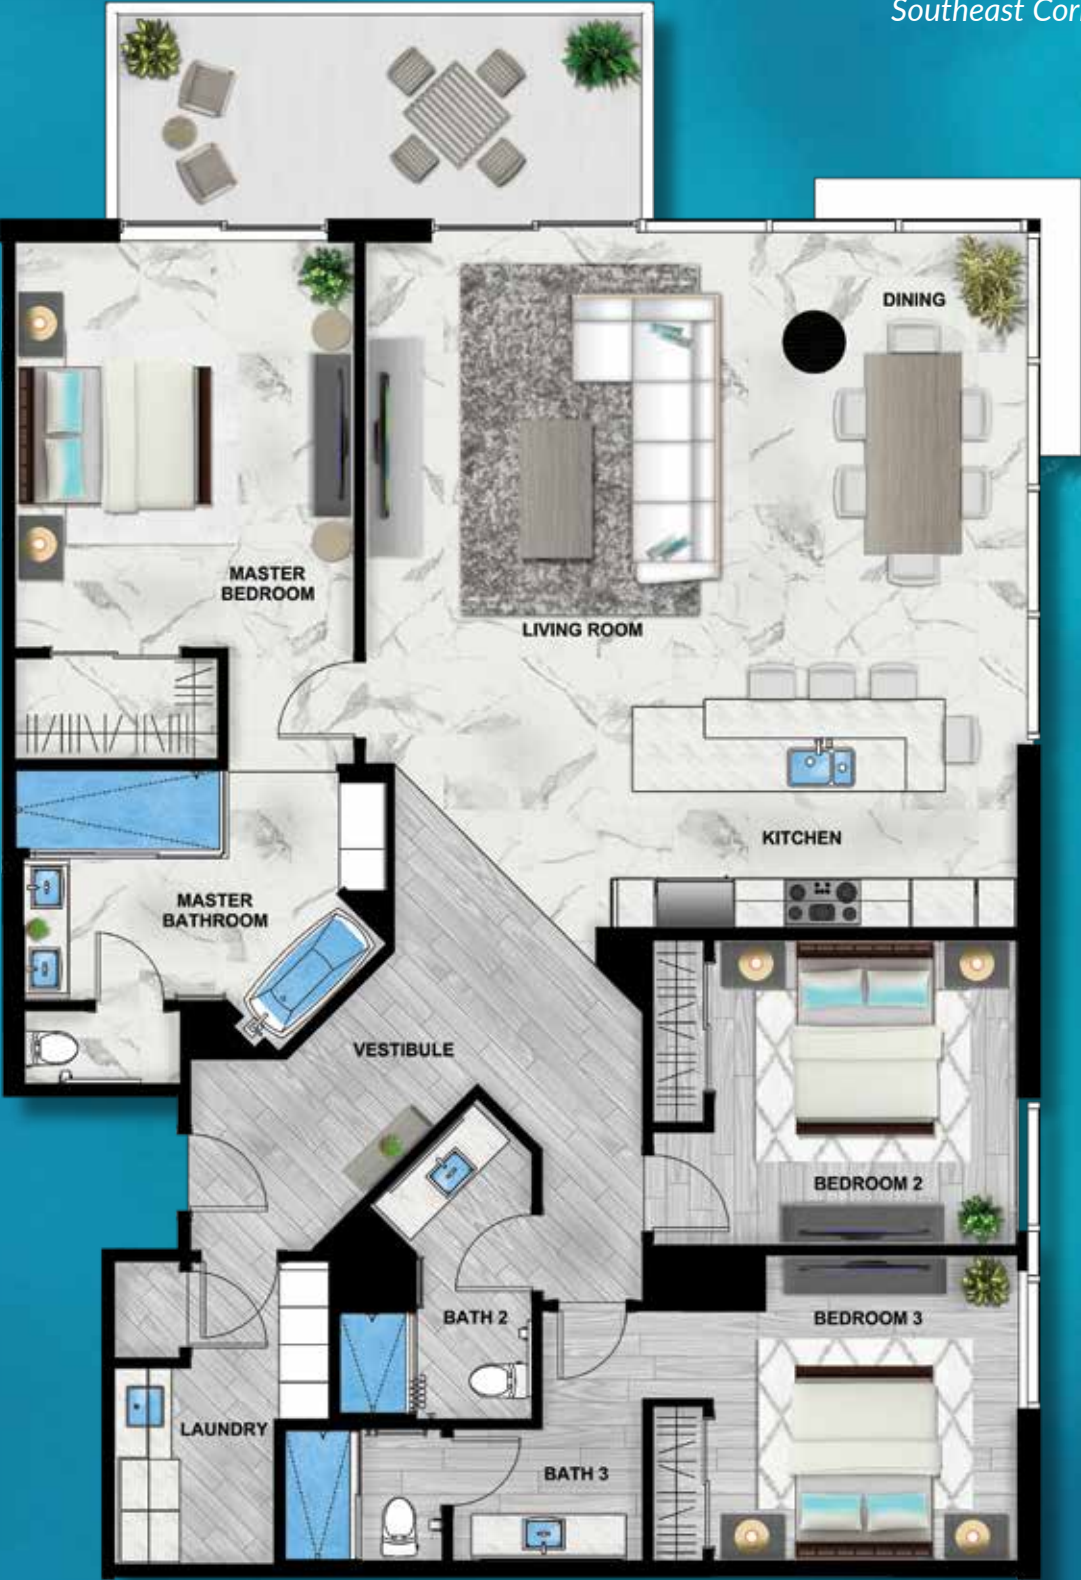 Southeast
DINING
MASTER
BEDROOM
LIVING ROOM
KITCHEN
MASTER
BATHROOM
VESTIBULE
BEDROOM 2
BATH 2
BEDROOM 3
LAUNDRY
BATH 3